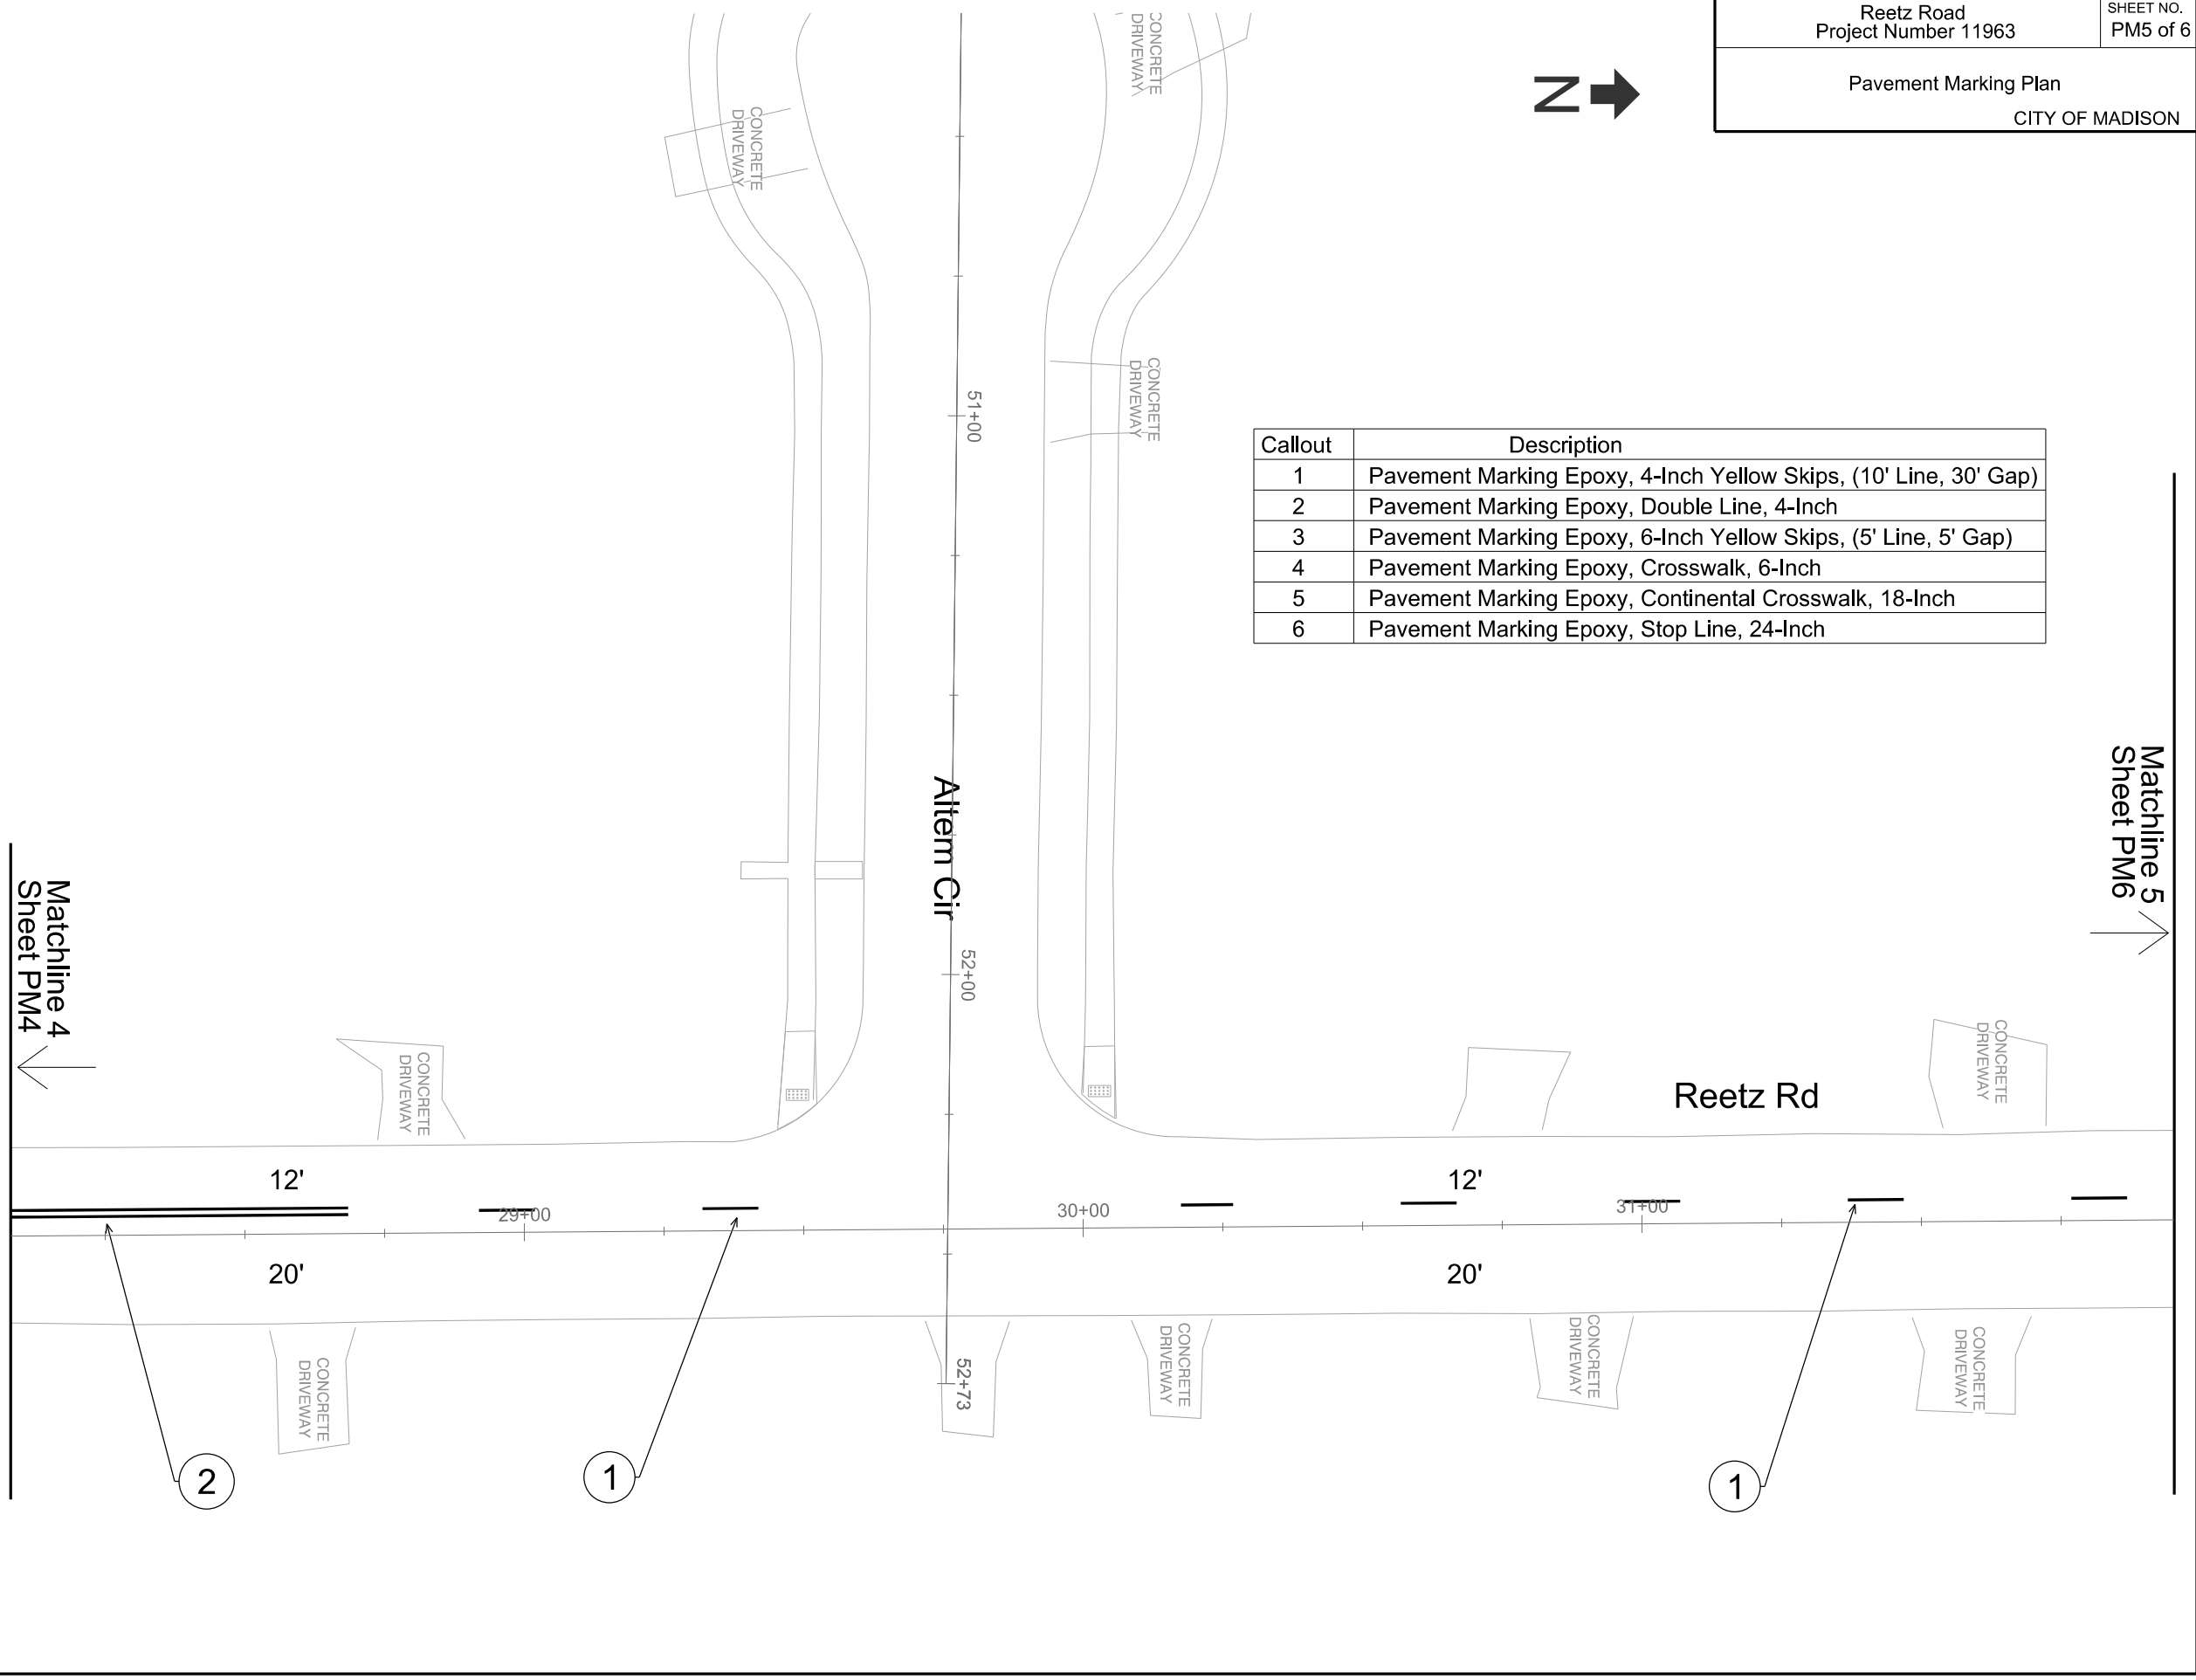 Reetz Road
Project Number 11963
SHEET NO.
PM5 of 6
Pavement Marking Plan
CITY OF MADISON
N
CONCRETE
DRIVEWAY
CONCRETE
DRIVEWAY
CONCRETE
DRIVEWAY
51+00
Callout Description
1 Pavement Marking Epoxy, 4-Inch Yellow Skips, (10' Line, 30' Gap)
2 Pavement Marking Epoxy, Double Line, 4-Inch
3 Pavement Marking Epoxy, 6-Inch Yellow Skips, (5' Line, 5' Gap)
4 Pavement Marking Epoxy, Crosswalk, 6-Inch
5 Pavement Marking Epoxy, Continental Crosswalk, 18-Inch
6 Pavement Marking Epoxy, Stop Line, 24-Inch
Altem Cir
52+00
Matchline 5
Sheet PM6
Matchline 4
Sheet PM4
CONCRETE
DRIVEWAY
Reetz Rd
CONCRETE
DRIVEWAY
12'
12'
29+00
30+00
31+00
20'
20'
CONCRETE
DRIVEWAY
52+73
CONCRETE
DRIVEWAY
CONCRETE
DRIVEWAY
CONCRETE
DRIVEWAY
2
1
1